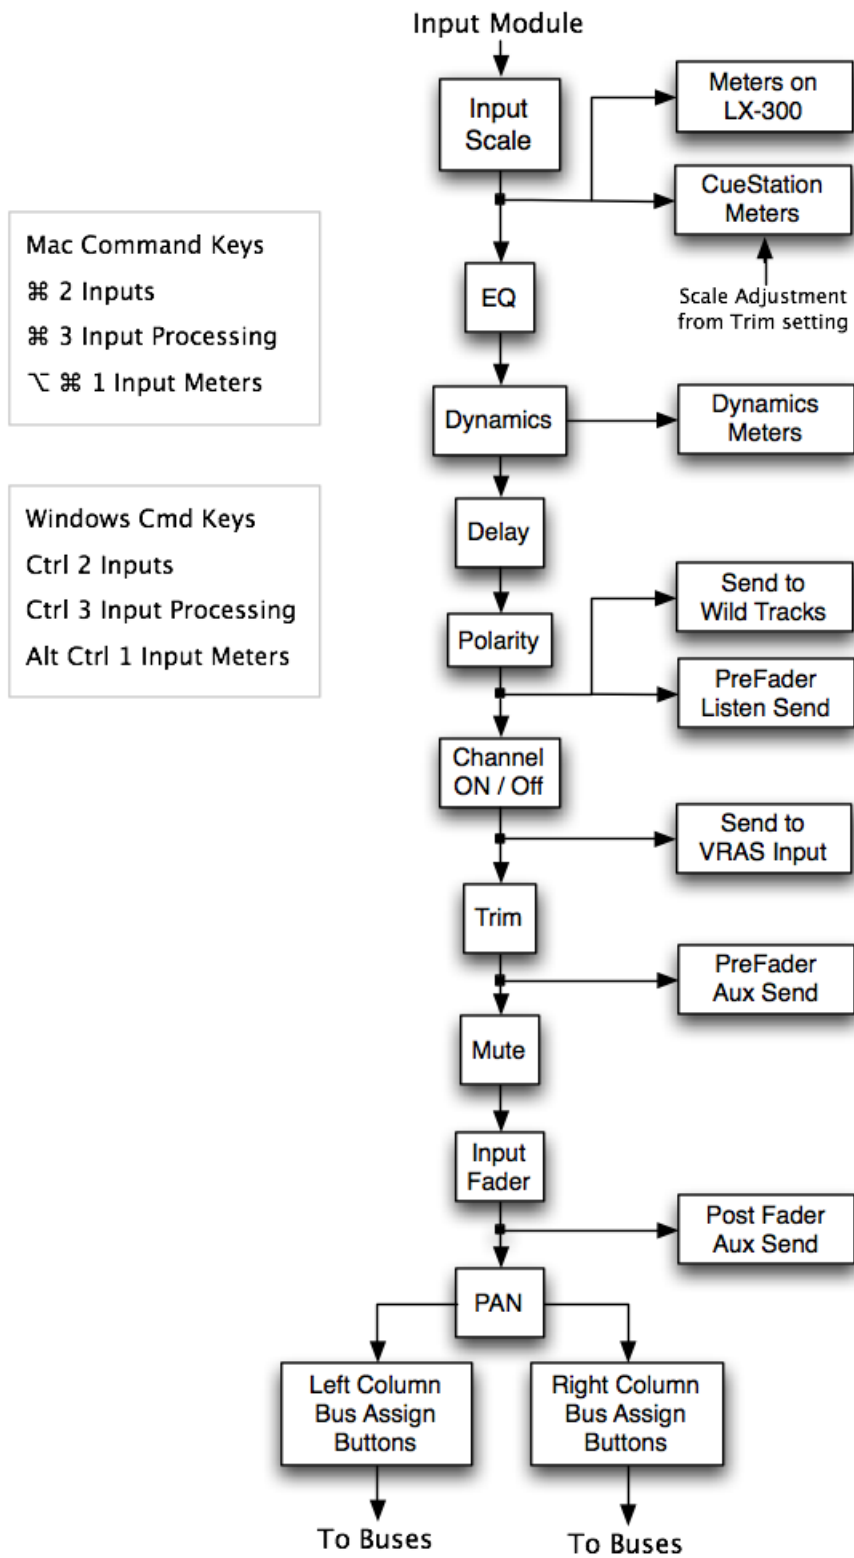 Input Module
Input
Scale
Meters on
LX-300
CueStation
Meters
Scale Adjustment
from Trim setting
Mac Command Keys
⌘ 2 Inputs
⌘ 3 Input Processing
⌥ ⌘ 1 Input Meters
EQ
Dynamics
Dynamics
Meters
Windows Cmd Keys
Ctrl 2 Inputs
Ctrl 3 Input Processing
Alt Ctrl 1 Input Meters
Delay
Polarity
Send to
Wild Tracks
PreFader
Listen Send
Channel
ON / Off
Send to
VRAS Input
Trim
PreFader
Aux Send
Mute
Input
Fader
Post Fader
Aux Send
PAN
Left Column
Bus Assign
Buttons
Right Column
Bus Assign
Buttons
To Buses
To Buses